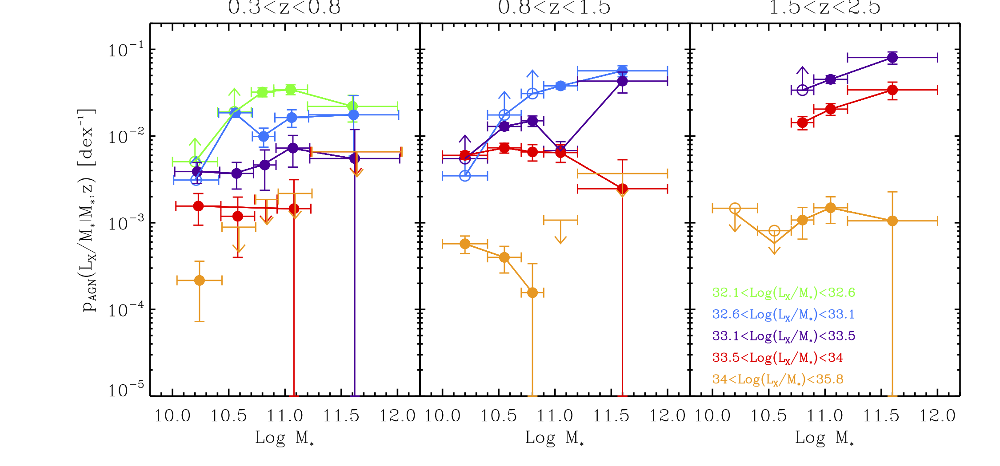 0.3<z<0.8 0.8<z<1.5 1.5<z<2.5
10⁻¹
10⁻²
10⁻³
10⁻⁴
10⁻⁵
p_AGN(L_X/M_*|M_*,z) [dex⁻¹]
32.1<Log(L_X/M_*)<32.6
32.6<Log(L_X/M_*)<33.1
33.1<Log(L_X/M_*)<33.5
33.5<Log(L_X/M_*)<34
34<Log(L_X/M_*)<35.8
10.0 10.5 11.0 11.5 12.0 10.0 10.5 11.0 11.5 12.0 10.0 10.5 11.0 11.5 12.0
Log M_* Log M_* Log M_*